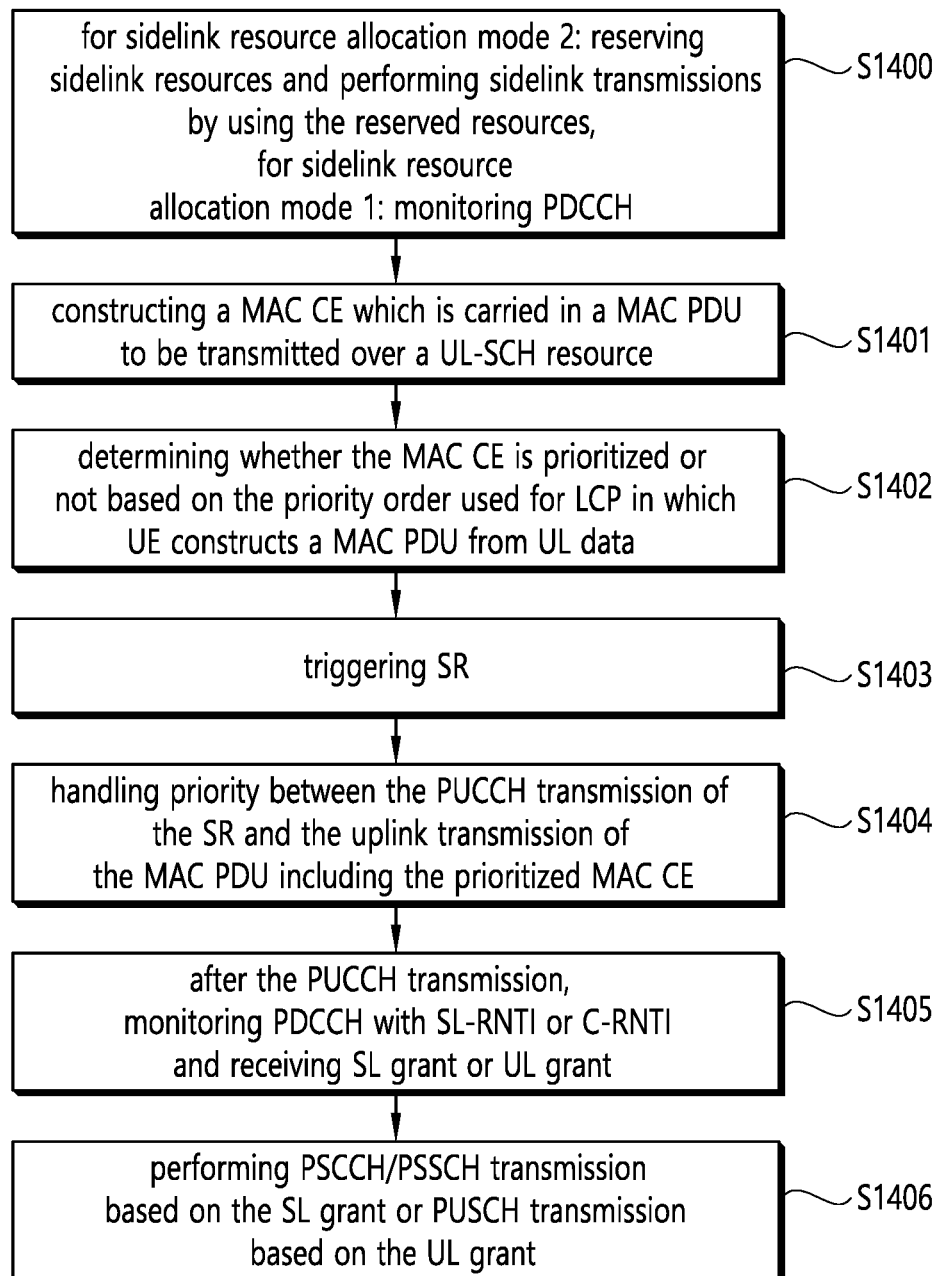 for sidelink resource allocation mode 2: reserving
sidelink resources and performing sidelink transmissions
by using the reserved resources,
for sidelink resource
allocation mode 1: monitoring PDCCH
S1400
constructing a MAC CE which is carried in a MAC PDU
to be transmitted over a UL-SCH resource
S1401
determining whether the MAC CE is prioritized or
not based on the priority order used for LCP in which
UE constructs a MAC PDU from UL data
S1402
triggering SR
S1403
handling priority between the PUCCH transmission of
the SR and the uplink transmission of
the MAC PDU including the prioritized MAC CE
S1404
after the PUCCH transmission,
monitoring PDCCH with SL-RNTI or C-RNTI
and receiving SL grant or UL grant
S1405
performing PSCCH/PSSCH transmission
based on the SL grant or PUSCH transmission
based on the UL grant
S1406